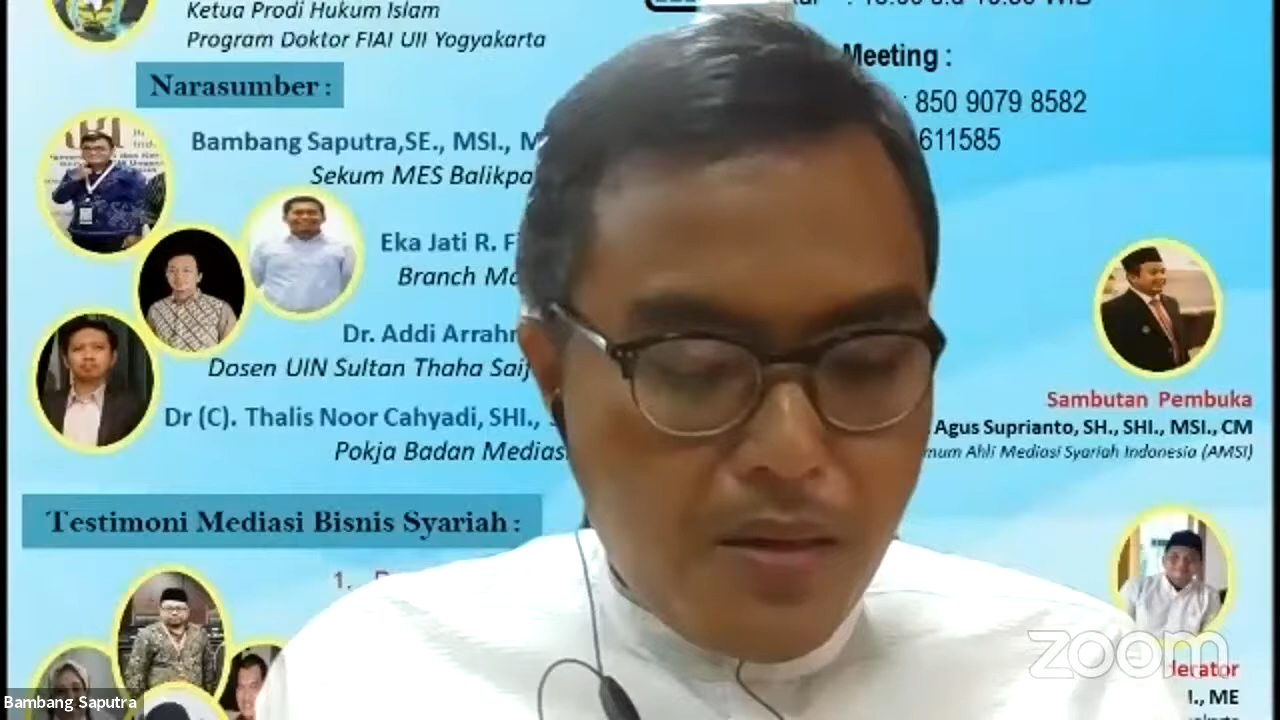 Ketua Prodi Hukum Islam
Program Doktor FIAI UII Yogyakarta
Narasumber :
Meeting :
: 850 9079 8582
611585
Bambang Saputra,SE., MSI., M
Sekum MES Balikpa
Eka Jati R. F
Branch Ma
Dr. Addi Arrahm
Dosen UIN Sultan Thaha Saif
Dr (C). Thalis Noor Cahyadi, SHI., S
Pokja Badan Medias
Sambutan Pembuka
Agus Suprianto, SH., SHI., MSI., CM
mum Ahli Mediasi Syariah Indonesia (AMSI)
Testimoni Mediasi Bisnis Syariah :
1.
zoom
derator
I., ME
Bambang Saputra